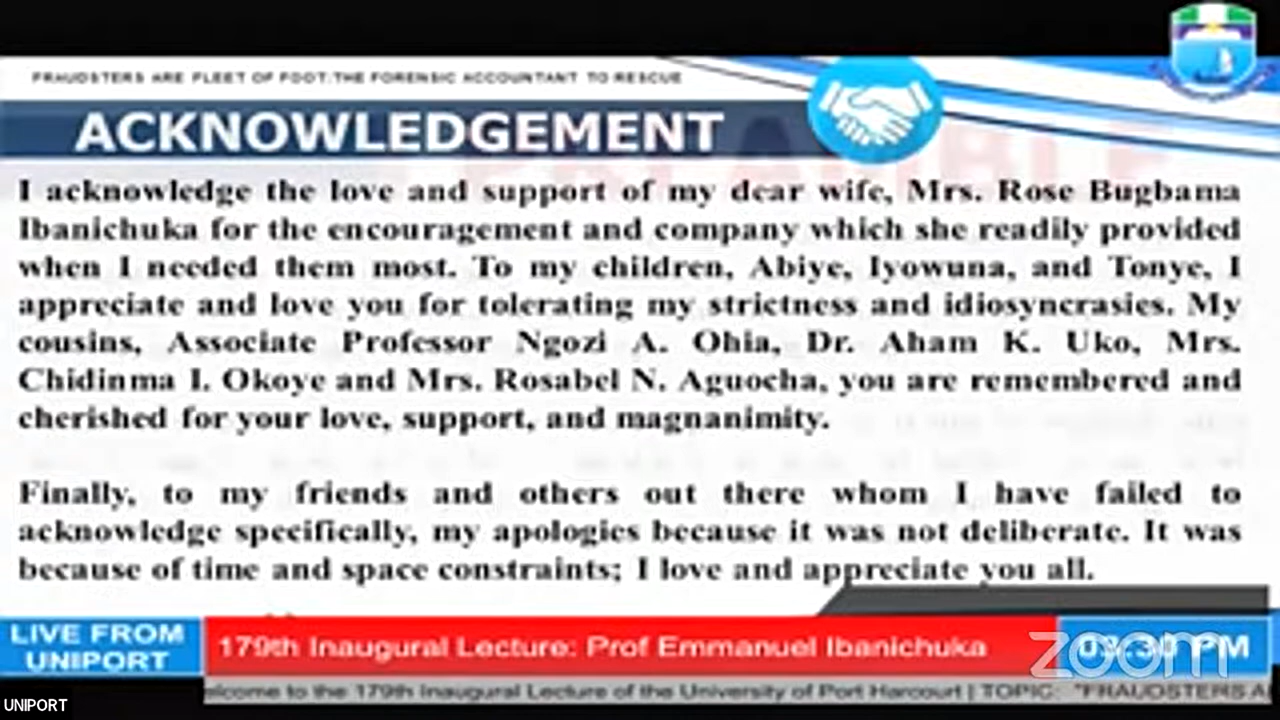 FRAUDSTERS ARE FLEET OF FOOT:THE FORENSIC ACCOUNTANT TO RESCUE
ACKNOWLEDGEMENT
I acknowledge the love and support of my dear wife, Mrs. Rose Bugbama
Ibanichuka for the encouragement and company which she readily provided
when I needed them most. To my children, Abiye, Iyowuna, and Tonye, I
appreciate and love you for tolerating my strictness and idiosyncrasies. My
cousins, Associate Professor Ngozi A. Ohia, Dr. Aham K. Uko, Mrs.
Chidinma I. Okoye and Mrs. Rosabel N. Aguocha, you are remembered and
cherished for your love, support, and magnanimity.
Finally, to my friends and others out there whom I have failed to
acknowledge specifically, my apologies because it was not deliberate. It was
because of time and space constraints; I love and appreciate you all.
LIVE FROM
UNIPORT
179th Inaugural Lecture: Prof Emmanuel Ibanichuka
03:30 PM
zoom
elcome to the 179th Inaugural Lecture of the University of Port Harcourt | TOPIC: "FRAUDSTERS A
UNIPORT